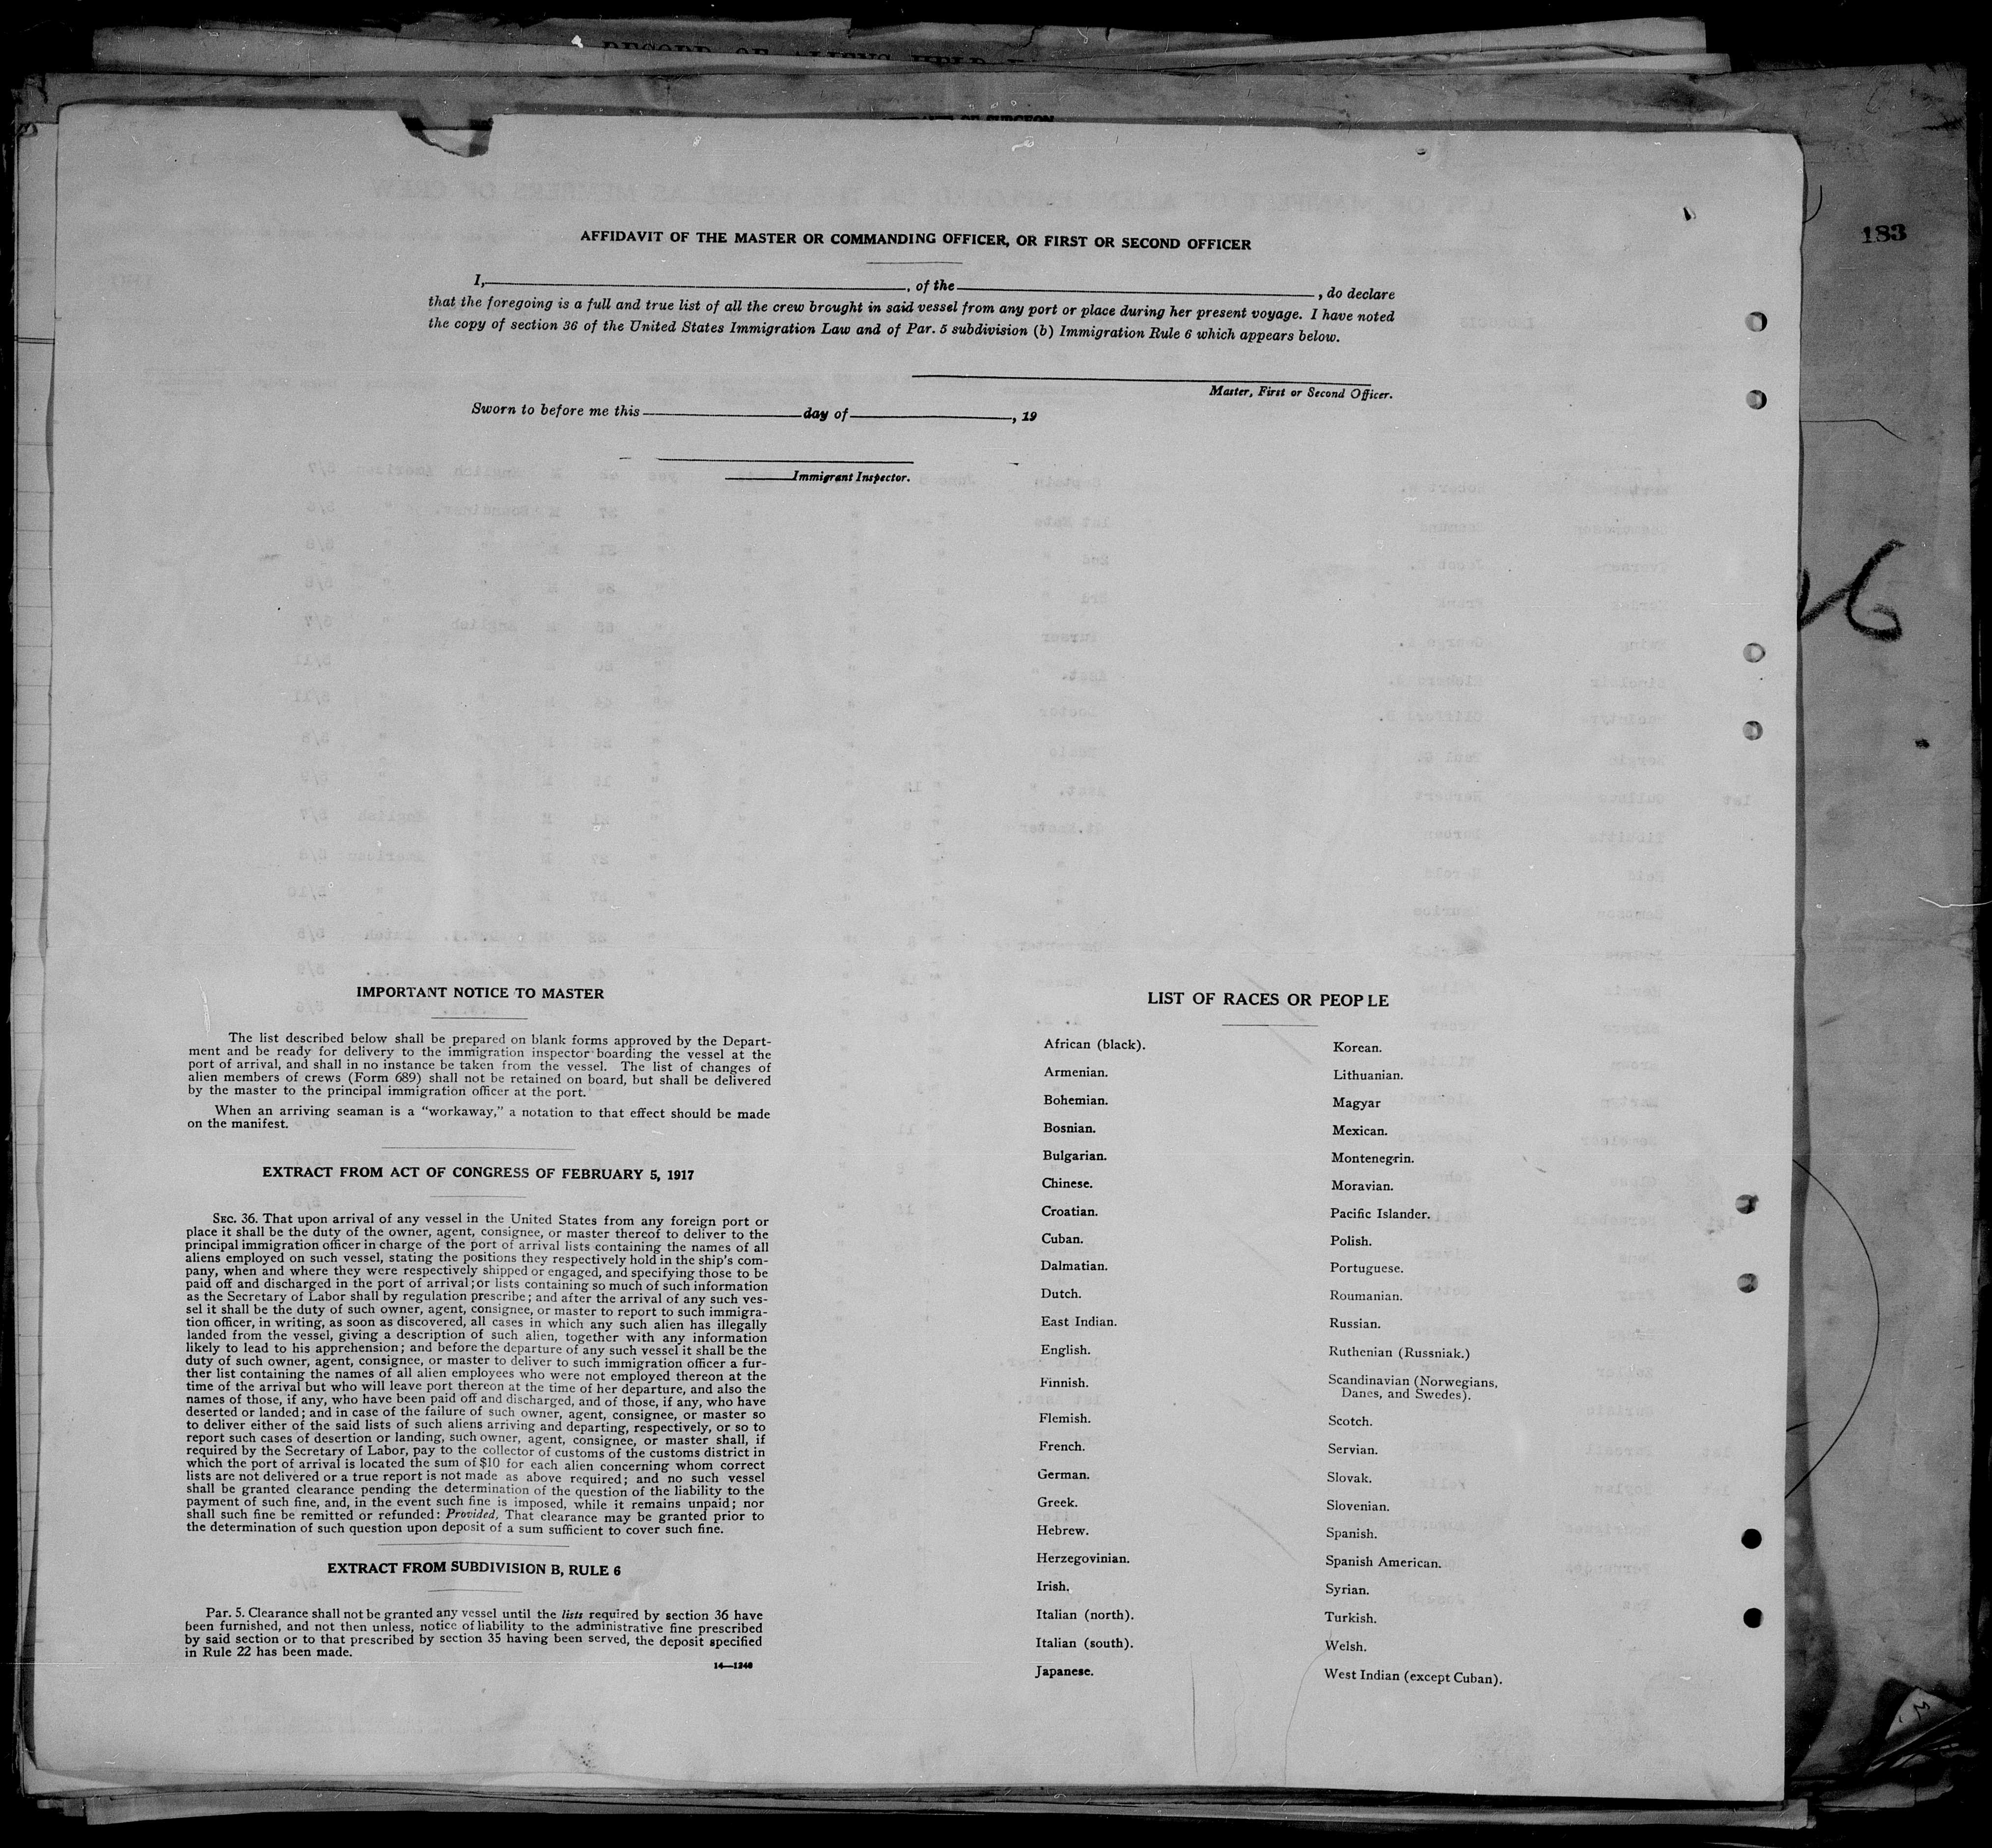 RECORD OF ALIENS HELD
OF SURGEON
183
AFFIDAVIT OF THE MASTER OR COMMANDING OFFICER, OR FIRST OR SECOND OFFICER
I, , of the , do declare
that the foregoing is a full and true list of all the crew brought in said vessel from any port or place during her present voyage. I have noted
the copy of section 36 of the United States Immigration Law and of Par. 5 subdivision (b) Immigration Rule 6 which appears below.
Master, First or Second Officer.
Sworn to before me this day of , 19
Immigrant Inspector.
IMPORTANT NOTICE TO MASTER
The list described below shall be prepared on blank forms approved by the Depart-
ment and be ready for delivery to the immigration inspector boarding the vessel at the
port of arrival, and shall in no instance be taken from the vessel. The list of changes of
alien members of crews (Form 689) shall not be retained on board, but shall be delivered
by the master to the principal immigration officer at the port.
When an arriving seaman is a "workaway," a notation to that effect should be made
on the manifest.
EXTRACT FROM ACT OF CONGRESS OF FEBRUARY 5, 1917
SEC. 36. That upon arrival of any vessel in the United States from any foreign port or
place it shall be the duty of the owner, agent, consignee, or master thereof to deliver to the
principal immigration officer in charge of the port of arrival lists containing the names of all
aliens employed on such vessel, stating the positions they respectively hold in the ship's com-
pany, when and where they were respectively shipped or engaged, and specifying those to be
paid off and discharged in the port of arrival; or lists containing so much of such information
as the Secretary of Labor shall by regulation prescribe; and after the arrival of any such ves-
sel it shall be the duty of such owner, agent, consignee, or master to report to such immigra-
tion officer, in writing, as soon as discovered, all cases in which any such alien has illegally
landed from the vessel, giving a description of such alien, together with any information
likely to lead to his apprehension; and before the departure of any such vessel it shall be the
duty of such owner, agent, consignee, or master to deliver to such immigration officer a fur-
ther list containing the names of all alien employees who were not employed thereon at the
time of the arrival but who will leave port thereon at the time of her departure, and also the
names of those, if any, who have been paid off and discharged, and of those, if any, who have
deserted or landed; and in case of the failure of such owner, agent, consignee, or master so
to deliver either of the said lists of such aliens arriving and departing, respectively, or so to
report such cases of desertion or landing, such owner, agent, consignee, or master shall, if
required by the Secretary of Labor, pay to the collector of customs of the customs district in
which the port of arrival is located the sum of $10 for each alien concerning whom correct
lists are not delivered or a true report is not made as above required; and no such vessel
shall be granted clearance pending the determination of the question of the liability to the
payment of such fine, and, in the event such fine is imposed, while it remains unpaid; nor
shall such fine be remitted or refunded: Provided, That clearance may be granted prior to
the determination of such question upon deposit of a sum sufficient to cover such fine.
EXTRACT FROM SUBDIVISION B, RULE 6
Par. 5. Clearance shall not be granted any vessel until the lists required by section 36 have
been furnished, and not then unless, notice of liability to the administrative fine prescribed
by said section or to that prescribed by section 35 having been served, the deposit specified
in Rule 22 has been made.
14—1240
LIST OF RACES OR PEOPLE
African (black).
Armenian.
Bohemian.
Bosnian.
Bulgarian.
Chinese.
Croatian.
Cuban.
Dalmatian.
Dutch.
East Indian.
English.
Finnish.
Flemish.
French.
German.
Greek.
Hebrew.
Herzegovinian.
Irish.
Italian (north).
Italian (south).
Japanese.
Korean.
Lithuanian.
Magyar
Mexican.
Montenegrin.
Moravian.
Pacific Islander.
Polish.
Portuguese.
Roumanian.
Russian.
Ruthenian (Russniak.)
Scandinavian (Norwegians,
Danes, and Swedes).
Scotch.
Servian.
Slovak.
Slovenian.
Spanish.
Spanish American.
Syrian.
Turkish.
Welsh.
West Indian (except Cuban).